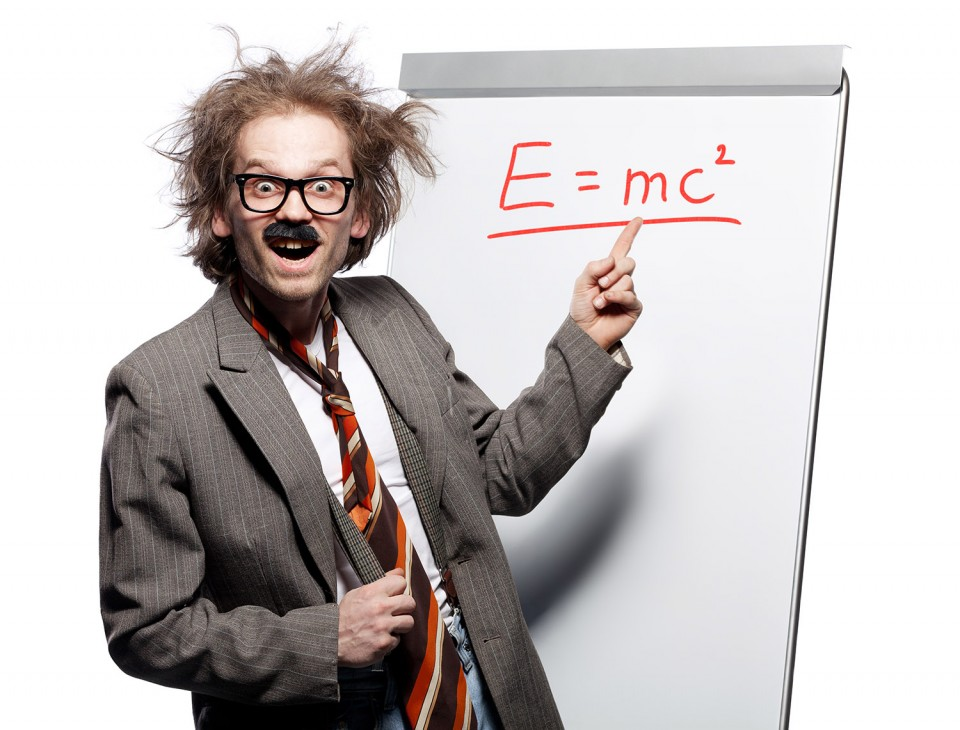 E = mc²